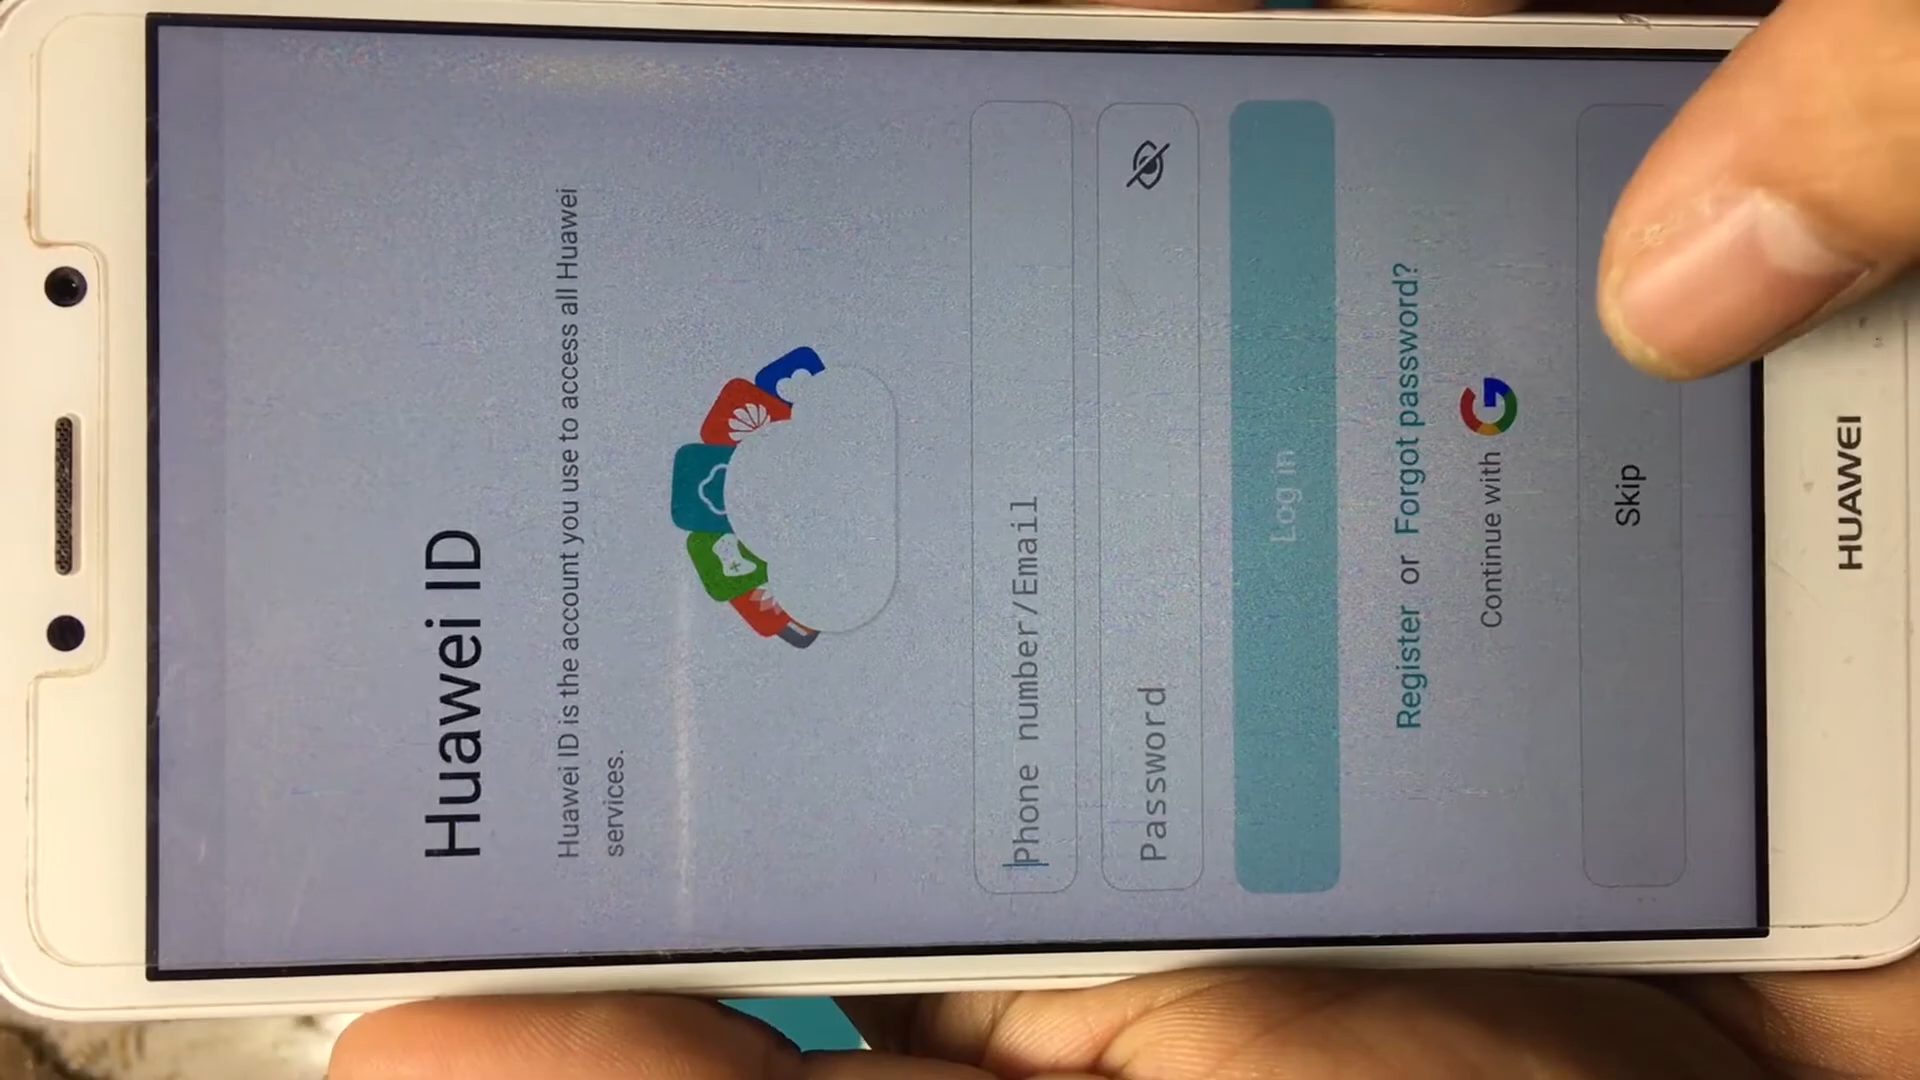 Huawei ID
Huawei ID is the account you use to access all Huawei
services.
Phone number/Email
Password
Log in
Register or Forgot password?
Continue with G
Skip
HUAWEI